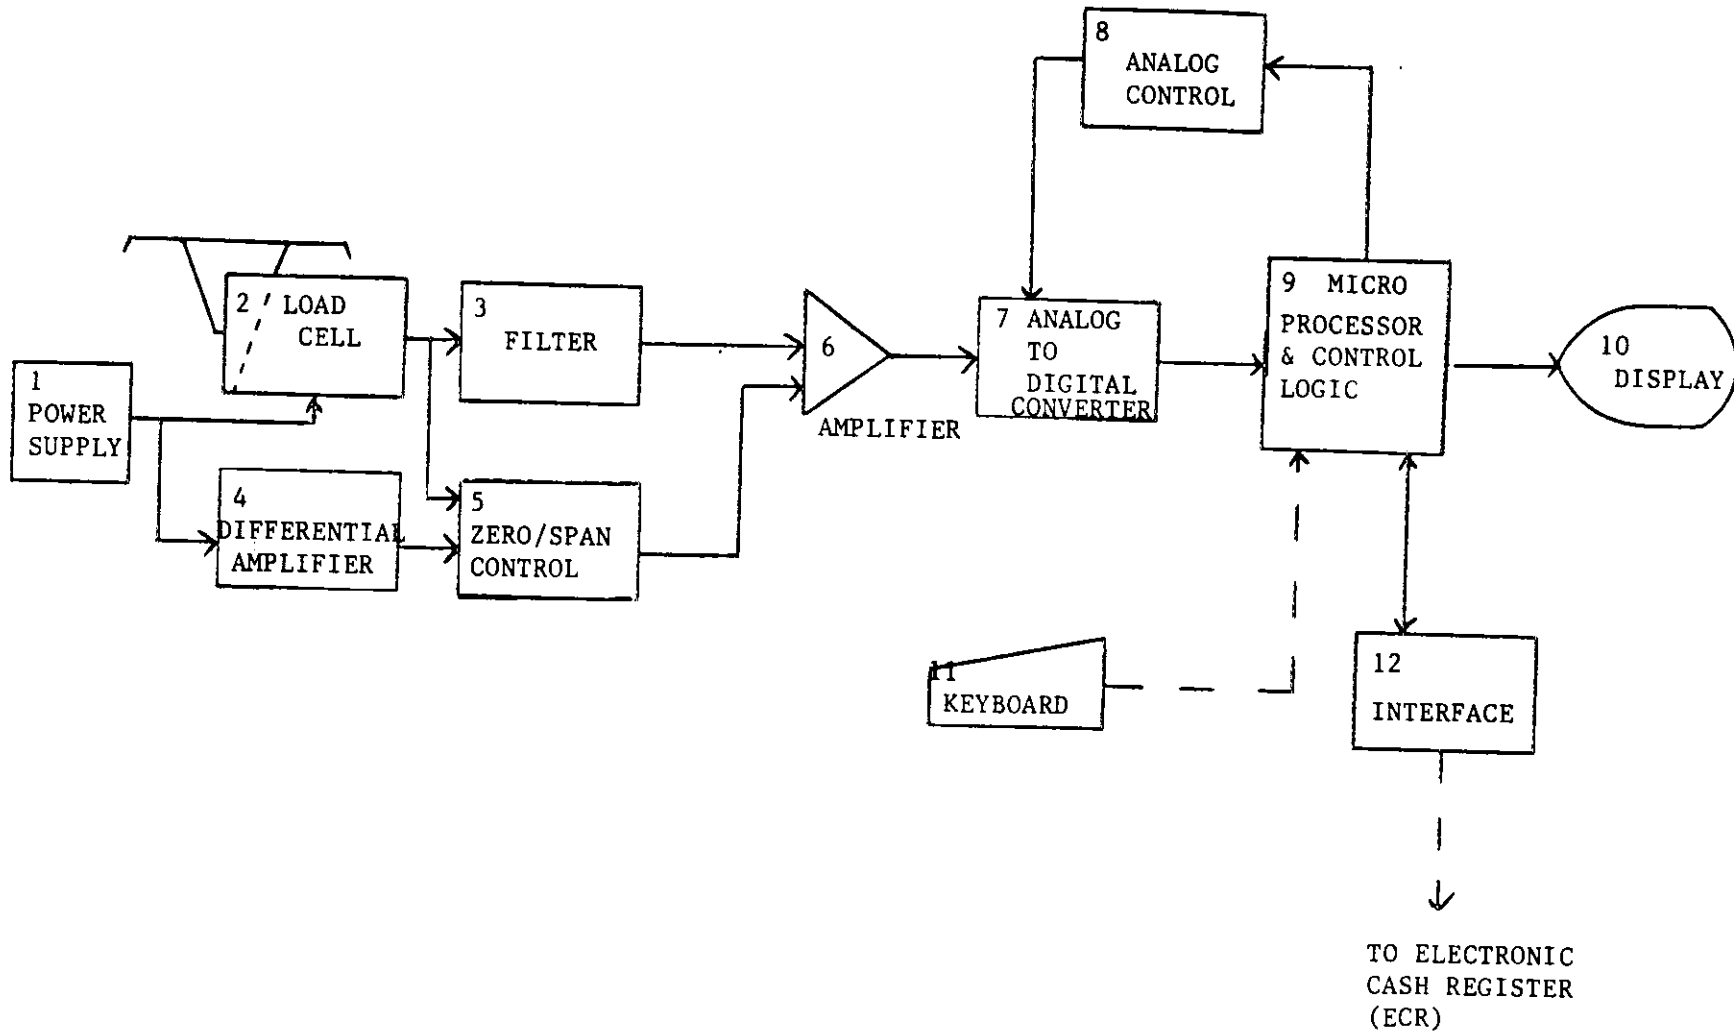 8
ANALOG
CONTROL
2 LOAD
CELL
3
FILTER
6
AMPLIFIER
7 ANALOG
TO
DIGITAL
CONVERTER
9 MICRO
PROCESSOR
& CONTROL
LOGIC
10
DISPLAY
1
POWER
SUPPLY
4
DIFFERENTIAL
AMPLIFIER
5
ZERO/SPAN
CONTROL
11
KEYBOARD
12
INTERFACE
TO ELECTRONIC
CASH REGISTER
(ECR)